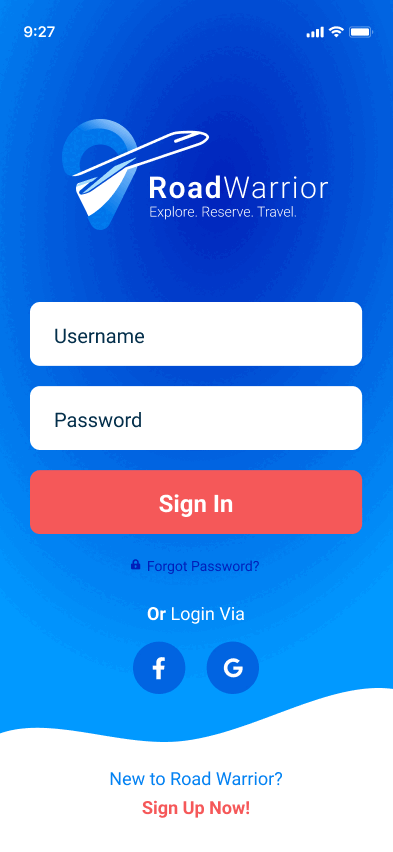 9:27
RoadWarrior
Explore. Reserve. Travel.
Username
Password
Sign In
Forgot Password?
Or Login Via
f G
New to Road Warrior?
Sign Up Now!